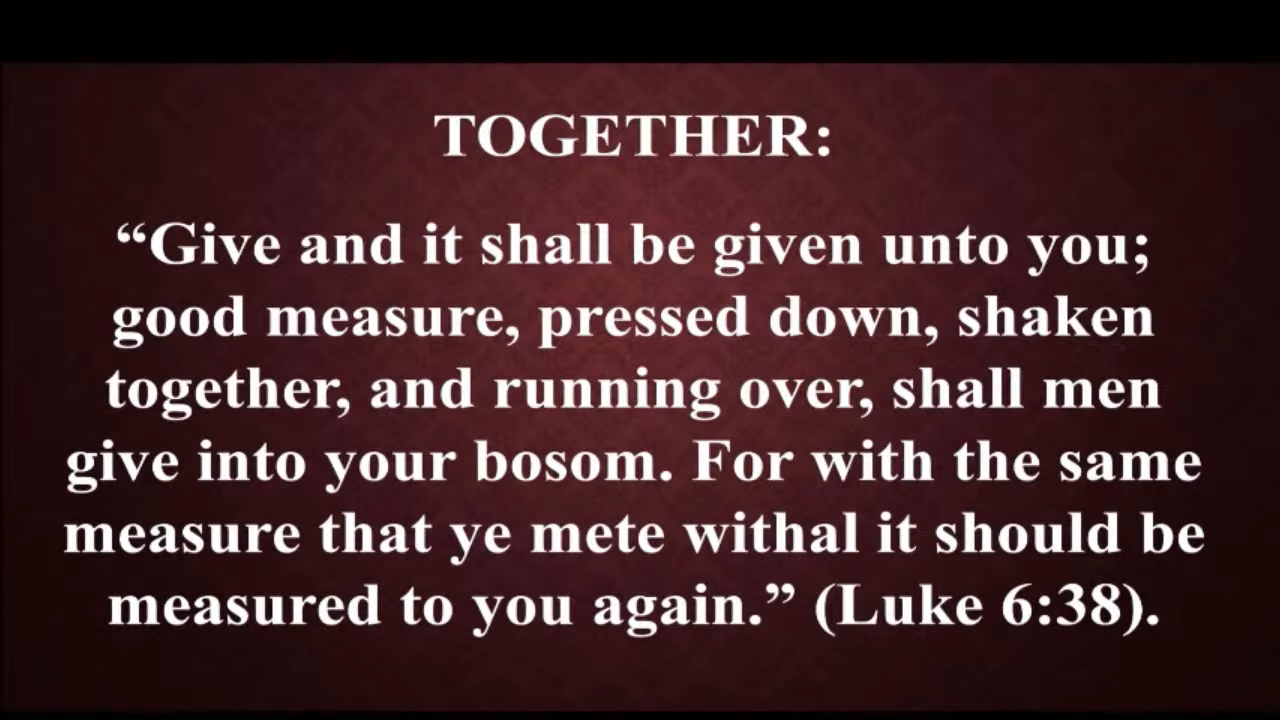 TOGETHER:
“Give and it shall be given unto you;
good measure, pressed down, shaken
together, and running over, shall men
give into your bosom. For with the same
measure that ye mete withal it should be
measured to you again.” (Luke 6:38).